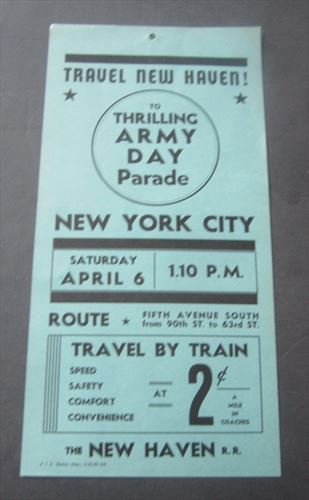 TRAVEL NEW HAVEN!
TO
THRILLING
ARMY
DAY
Parade
NEW YORK CITY
SATURDAY
APRIL 6
1.10 P.M.
ROUTE ★ FIFTH AVENUE SOUTH
from 90th ST. to 63rd ST.
TRAVEL BY TRAIN
SPEED
SAFETY
COMFORT
CONVENIENCE
AT
2¢
A
MILE
IN
COACHES
THE NEW HAVEN R.R.